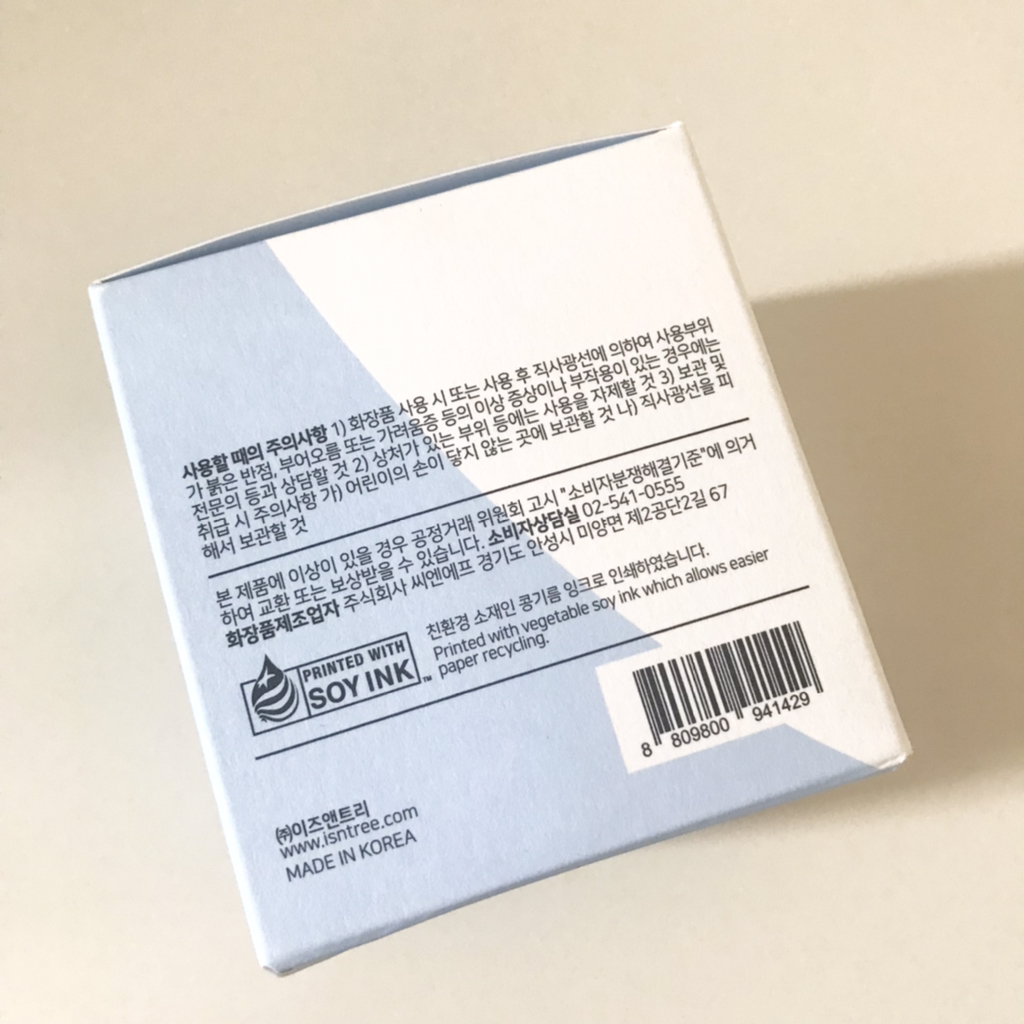 사용할 때의 주의사항 1) 화장품 사용 시 또는 사용 후 직사광선에 의하여 사용부위
가 붉은 반점, 부어오름 또는 가려움증 등의 이상 증상이나 부작용이 있는 경우에는
전문의 등과 상담할 것 2) 상처가 있는 부위 등에는 사용을 자제할 것 3) 보관 및
취급 시 주의사항 가) 어린이의 손이 닿지 않는 곳에 보관할 것 나) 직사광선을 피
해서 보관할 것
본 제품에 이상이 있을 경우 공정거래 위원회 고시 "소비자분쟁해결기준"에 의거
하여 교환 또는 보상받을 수 있습니다. 소비자상담실 02-541-0555
화장품제조업자 주식회사 씨엔에프 경기도 안성시 미양면 제2공단2길 67
PRINTED WITH
SOY INK™
친환경 소재인 콩기름 잉크로 인쇄하였습니다.
Printed with vegetable soy ink which allows easier
paper recycling.
8 809800 941429
㈜이즈앤트리
www.isntree.com
MADE IN KOREA